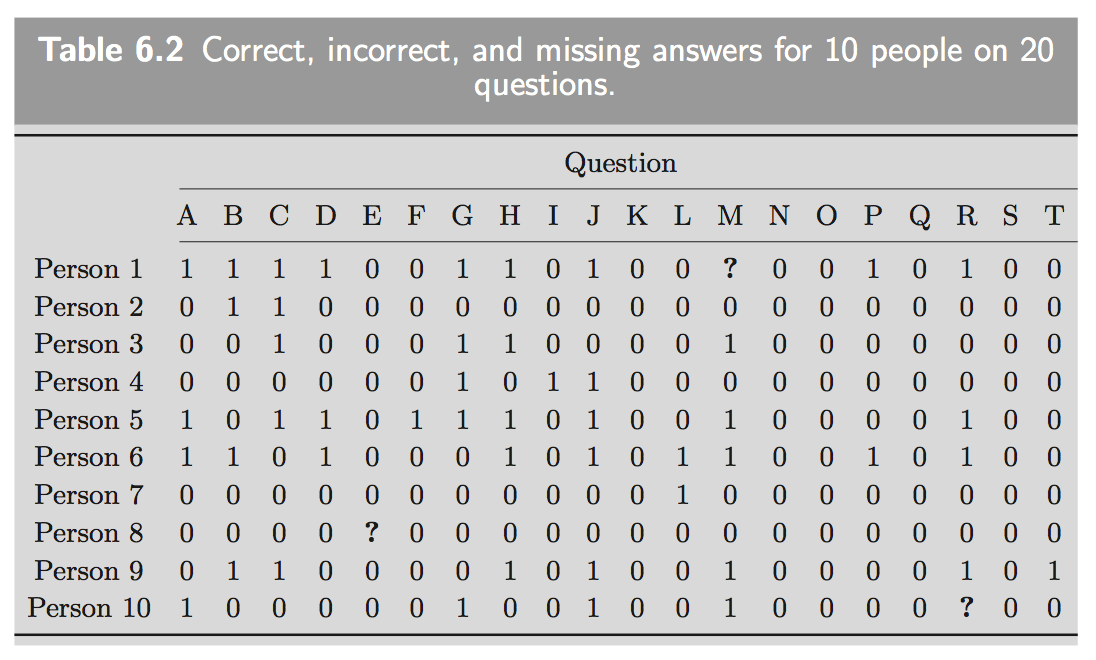 Table 6.2 Correct, incorrect, and missing answers for 10 people on 20
questions.
Question
A B C D E F G H I J K L M N O P Q R S T
Person 1 1 1 1 1 0 0 1 1 0 1 0 0 ? 0 0 1 0 1 0 0
Person 2 0 1 1 0 0 0 0 0 0 0 0 0 0 0 0 0 0 0 0 0
Person 3 0 0 1 0 0 0 1 1 0 0 0 0 1 0 0 0 0 0 0 0
Person 4 0 0 0 0 0 0 1 0 1 1 0 0 0 0 0 0 0 0 0 0
Person 5 1 0 1 1 0 1 1 1 0 1 0 0 1 0 0 0 0 1 0 0
Person 6 1 1 0 1 0 0 0 1 0 1 0 1 1 0 0 1 0 1 0 0
Person 7 0 0 0 0 0 0 0 0 0 0 0 1 0 0 0 0 0 0 0 0
Person 8 0 0 0 0 ? 0 0 0 0 0 0 0 0 0 0 0 0 0 0 0
Person 9 0 1 1 0 0 0 0 1 0 1 0 0 1 0 0 0 0 1 0 1
Person 10 1 0 0 0 0 0 1 0 0 1 0 0 1 0 0 0 0 ? 0 0